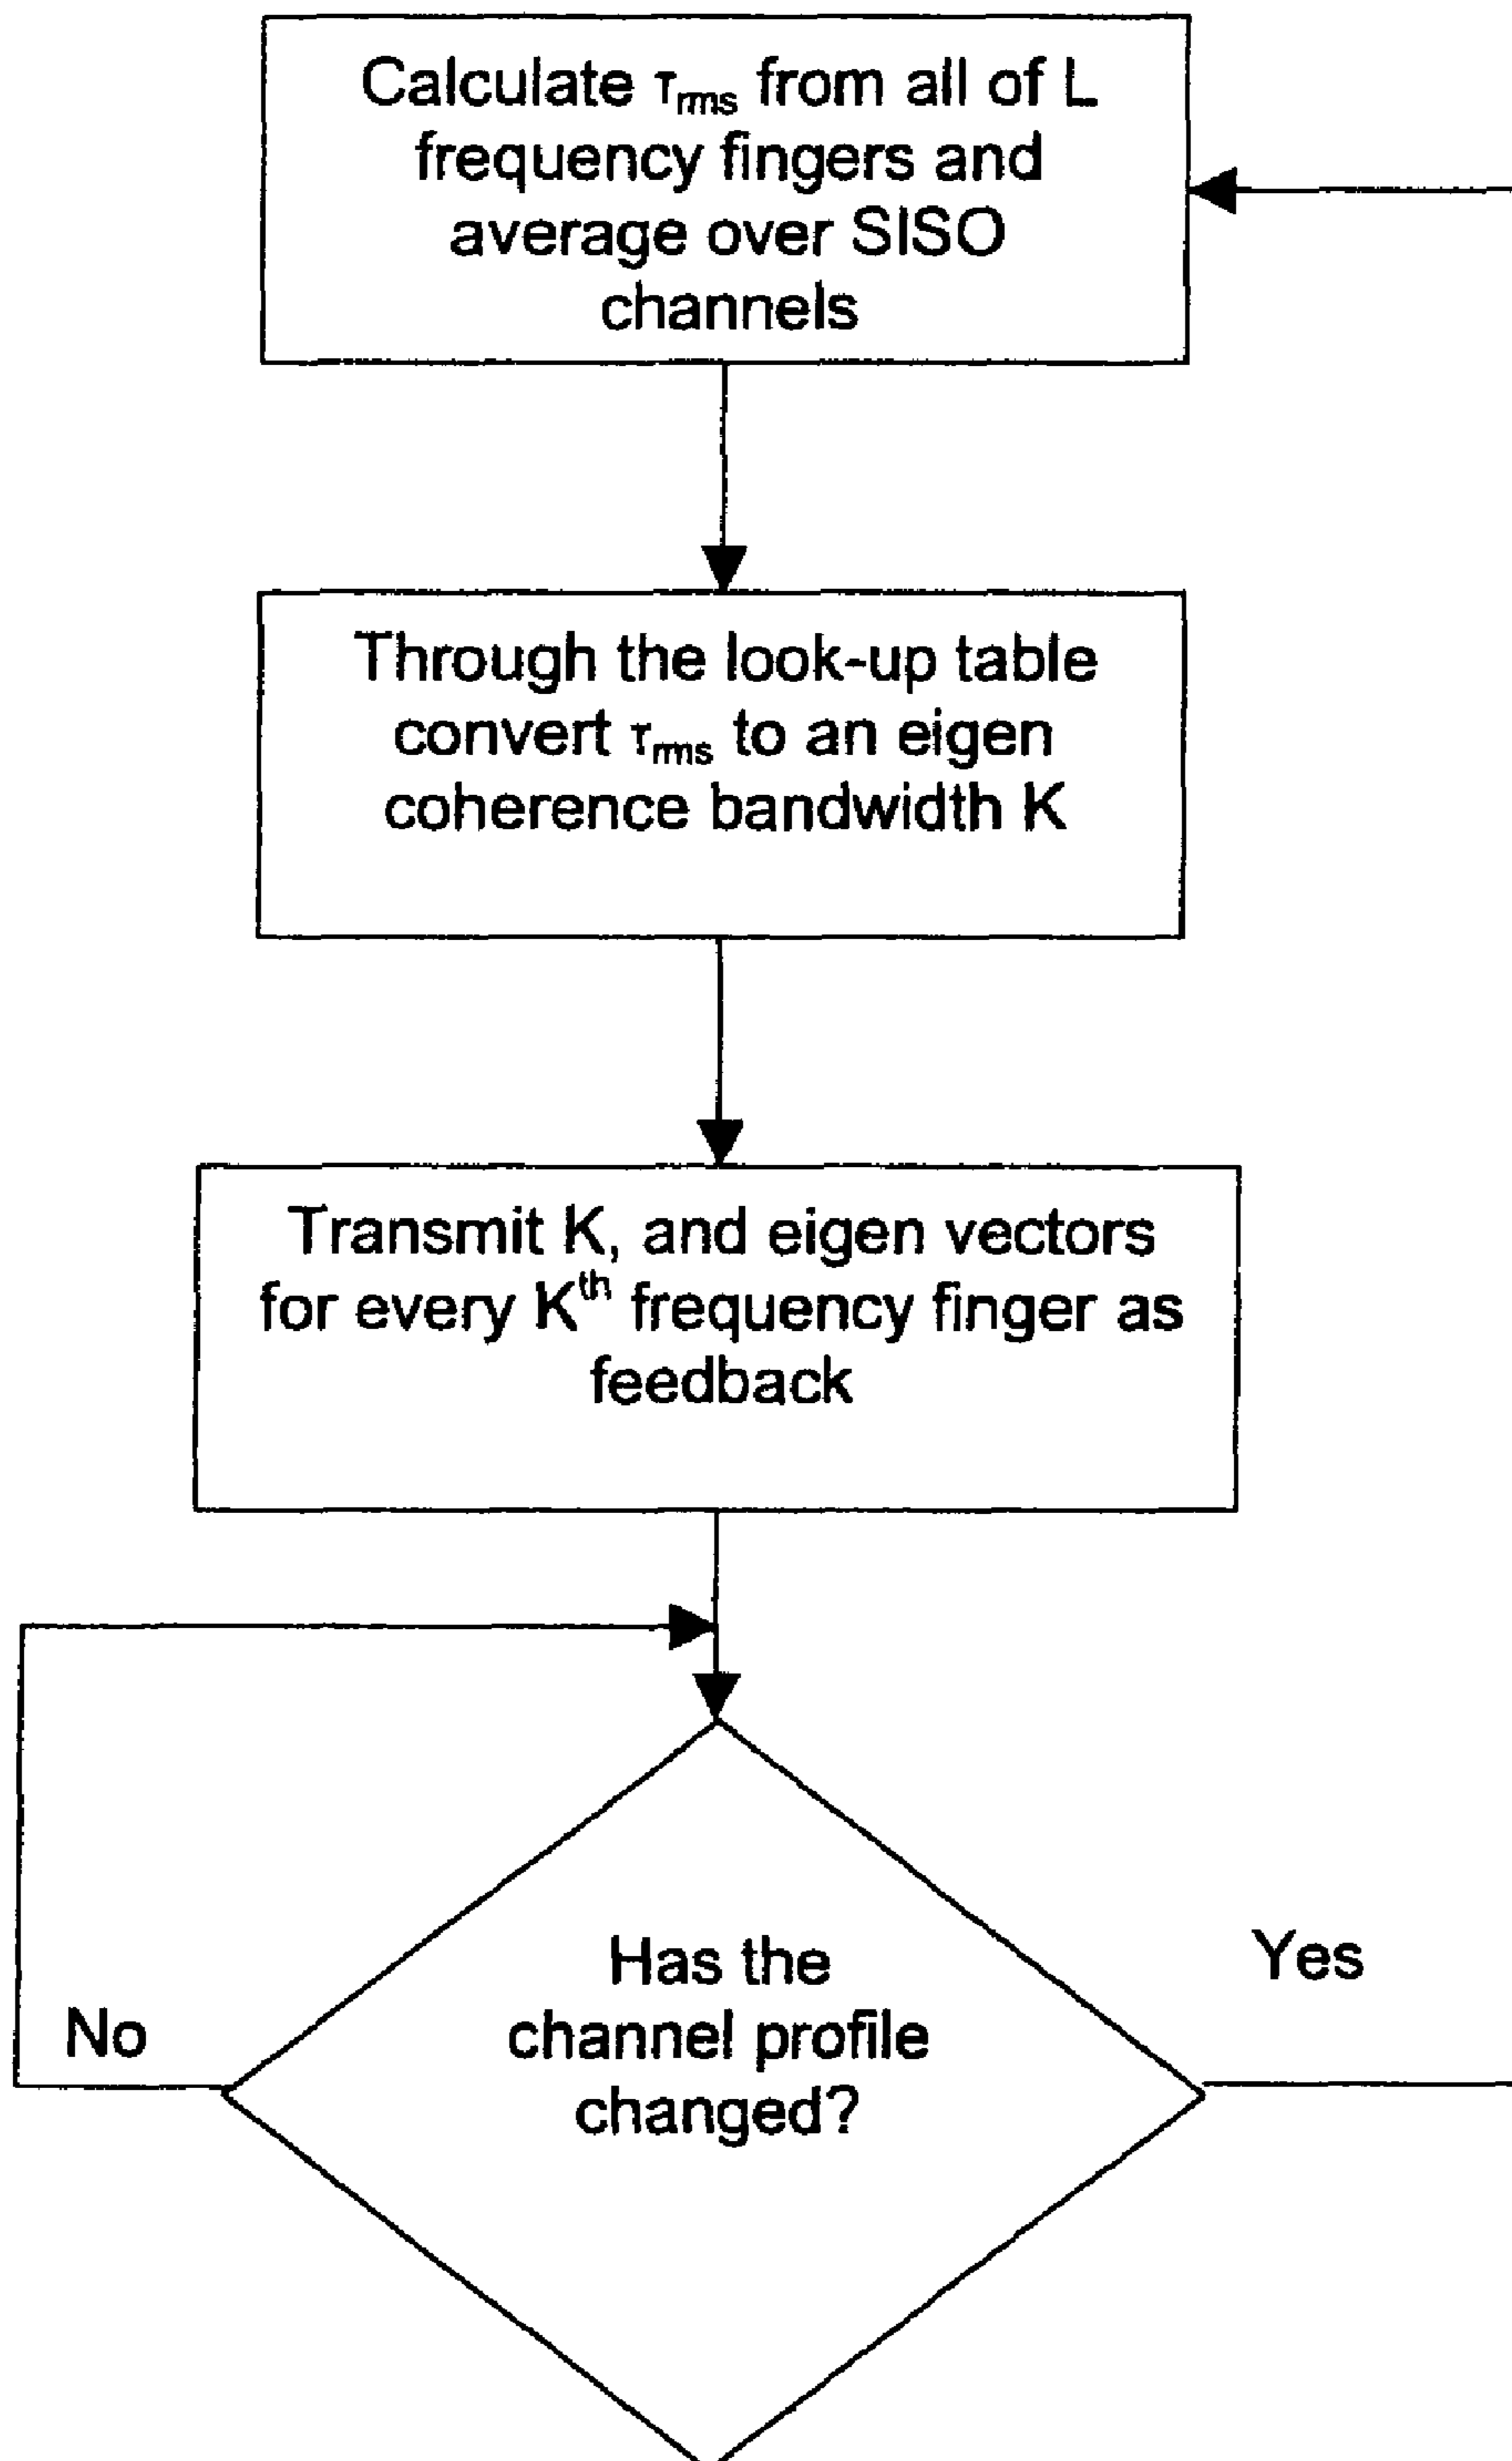 Calculate τrms from all of L
frequency fingers and
average over SISO
channels
Through the look-up table
convert τrms to an eigen
coherence bandwidth K
Transmit K, and eigen vectors
for every Kth frequency finger as
feedback
Has the
channel profile
changed?
Yes
No